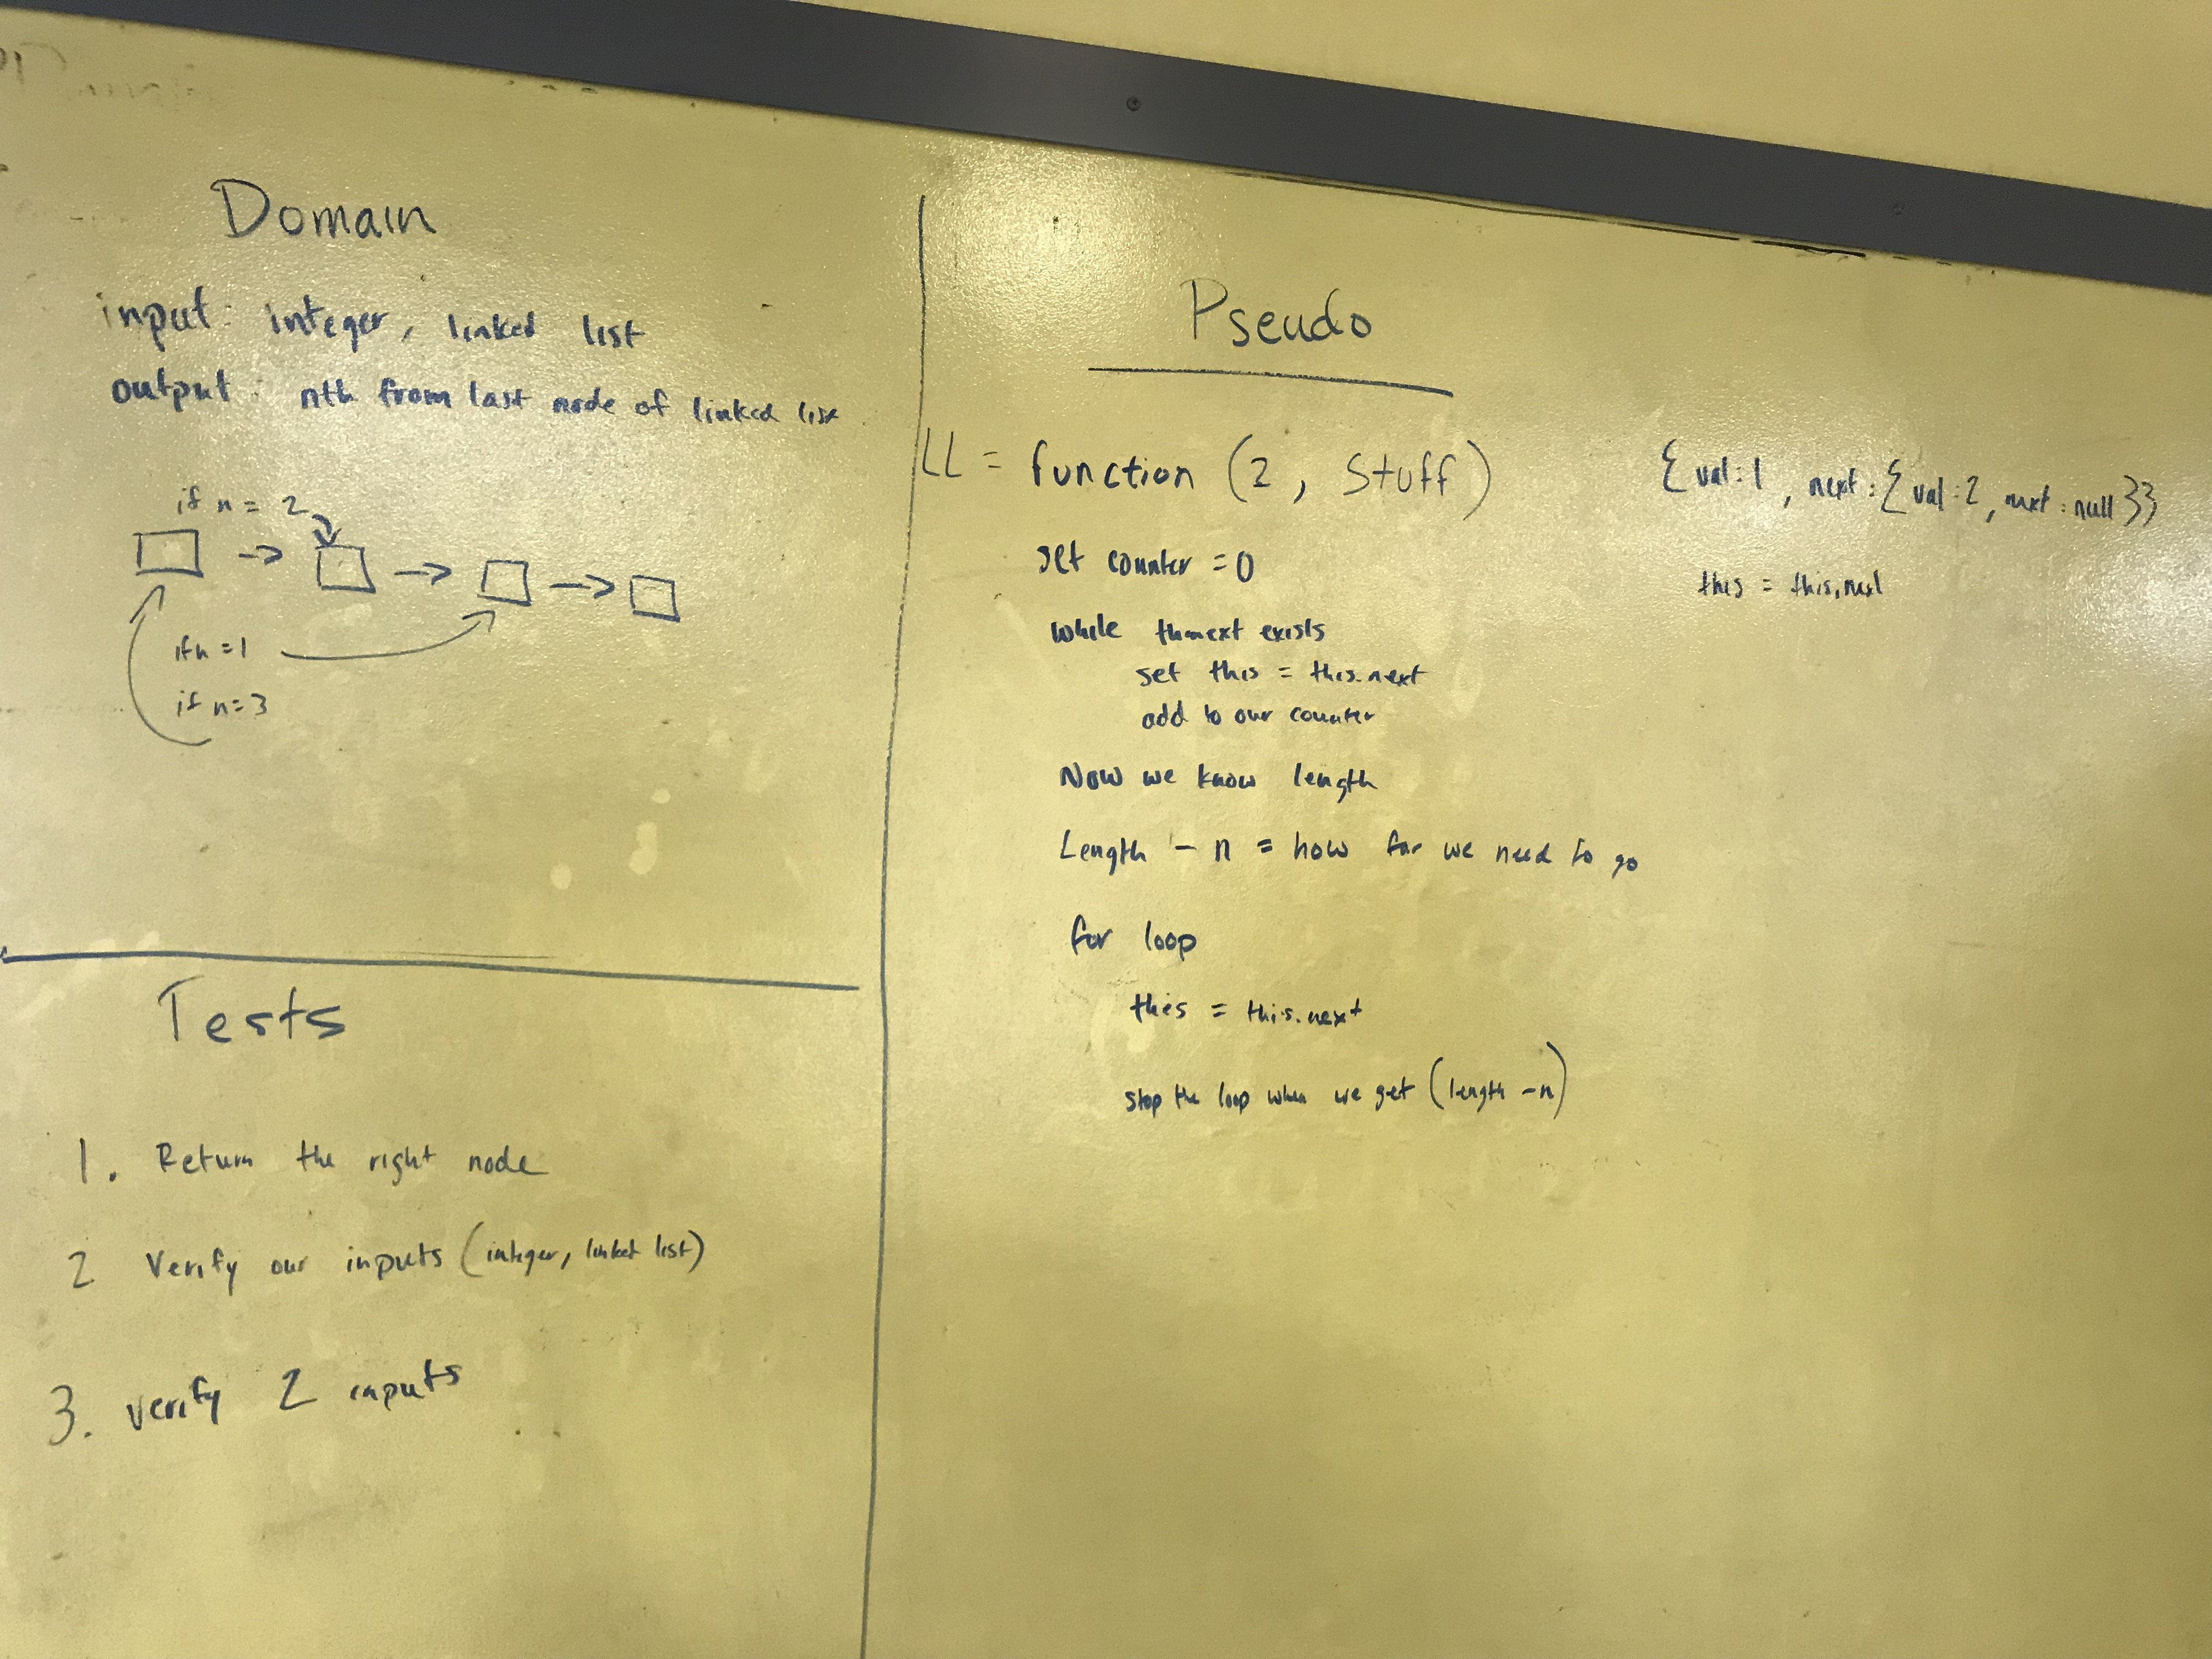 Domain
input: integer, linked list
output: nth from last node of linked list
if n = 2
if n = 1
if n = 3
Tests
1. Return the right node
2 Verify our inputs (integer, linked list)
3. verify 2 inputs
Pseudo
LL = function (2, Stuff)
{val:1, next:{val:2, next:null}}
this = this.next
set counter = 0
while next exists
set this = this.next
add to our counter
Now we know length
Length - n = how far we need to go
for loop
this = this.next
stop the loop when we get (length - n)